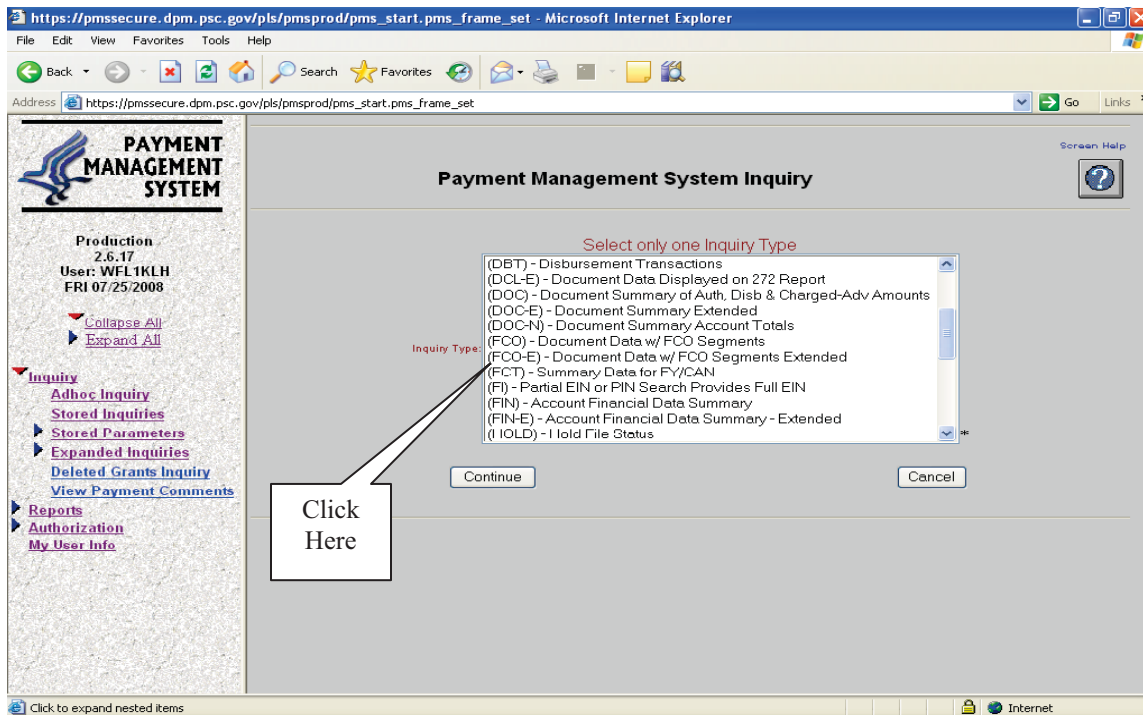 https://pmssecure.dpm.psc.gov/pls/pmsprod/pms_start.pms_frame_set - Microsoft Internet Explorer
File Edit View Favorites Tools Help
Back Search Favorites
Address https://pmssecure.dpm.psc.gov/pls/pmsprod/pms_start.pms_frame_set Go Links
PAYMENT
MANAGEMENT
SYSTEM
Production
2.6.17
User: WFL1KLH
FRI 07/25/2008
Collapse All
Expand All
Inquiry
Adhoc Inquiry
Stored Inquiries
Stored Parameters
Expanded Inquiries
Deleted Grants Inquiry
View Payment Comments
Reports
Authorization
My User Info
Screen Help
Payment Management System Inquiry
Select only one Inquiry Type
Inquiry Type:
(DBT) - Disbursement Transactions
(DCL-E) - Document Data Displayed on 272 Report
(DOC) - Document Summary of Auth, Disb & Charged-Adv Amounts
(DOC-E) - Document Summary Extended
(DOC-N) - Document Summary Account Totals
(FCO) - Document Data w/ FCO Segments
(FCO-E) - Document Data w/ FCO Segments Extended
(FCT) - Summary Data for FY/CAN
(FI) - Partial EIN or PIN Search Provides Full EIN
(FIN) - Account Financial Data Summary
(FIN-E) - Account Financial Data Summary - Extended
(HOLD) - Hold File Status
*
Continue Cancel
Click
Here
Click to expand nested items Internet